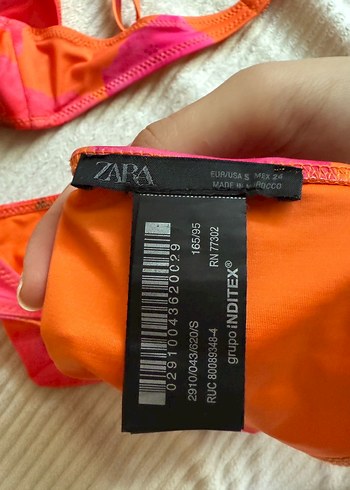 ZARA
EUR/USA S MEX 24
MADE IN MOROCCO
02910043620029
2910/043/620/S
165/95
RUC 80089348-4
RN 77302
grupo INDITEX®